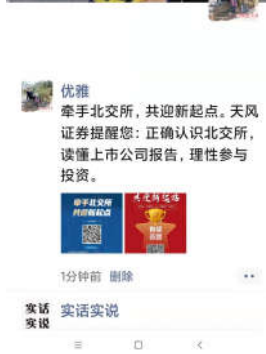 优雅
牵手北交所，共迎新起点。天风
证券提醒您：正确认识北交所，
读懂上市公司报告，理性参与
投资。
牵手北交所
共迎新起点
1分钟前 删除
实话
实说
实话实说